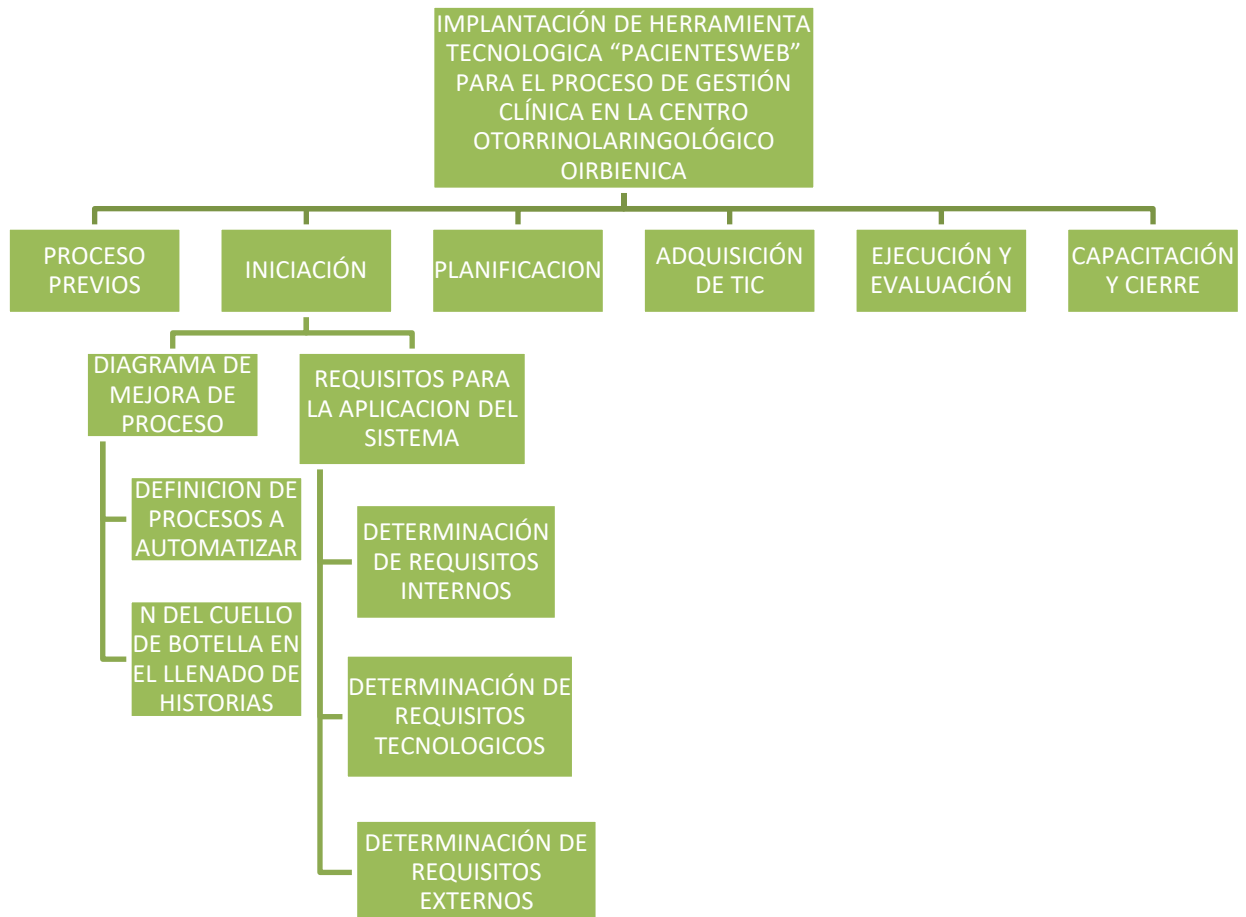 IMPLANTACIÓN DE HERRAMIENTA
TECNOLOGICA “PACIENTESWEB”
PARA EL PROCESO DE GESTIÓN
CLÍNICA EN LA CENTRO
OTORRINOLARINGOLÓGICO
OIRBIENICA
PROCESO
PREVIOS
INICIACIÓN
PLANIFICACION
ADQUISICIÓN
DE TIC
EJECUCIÓN Y
EVALUACIÓN
CAPACITACIÓN
Y CIERRE
DIAGRAMA DE
MEJORA DE
PROCESO
DEFINICION DE
PROCESOS A
AUTOMATIZAR
N DEL CUELLO
DE BOTELLA EN
EL LLENADO DE
HISTORIAS
REQUISITOS PARA
LA APLICACION DEL
SISTEMA
DETERMINACIÓN
DE REQUISITOS
INTERNOS
DETERMINACIÓN DE
REQUISITOS
TECNOLOGICOS
DETERMINACIÓN DE
REQUISITOS
EXTERNOS